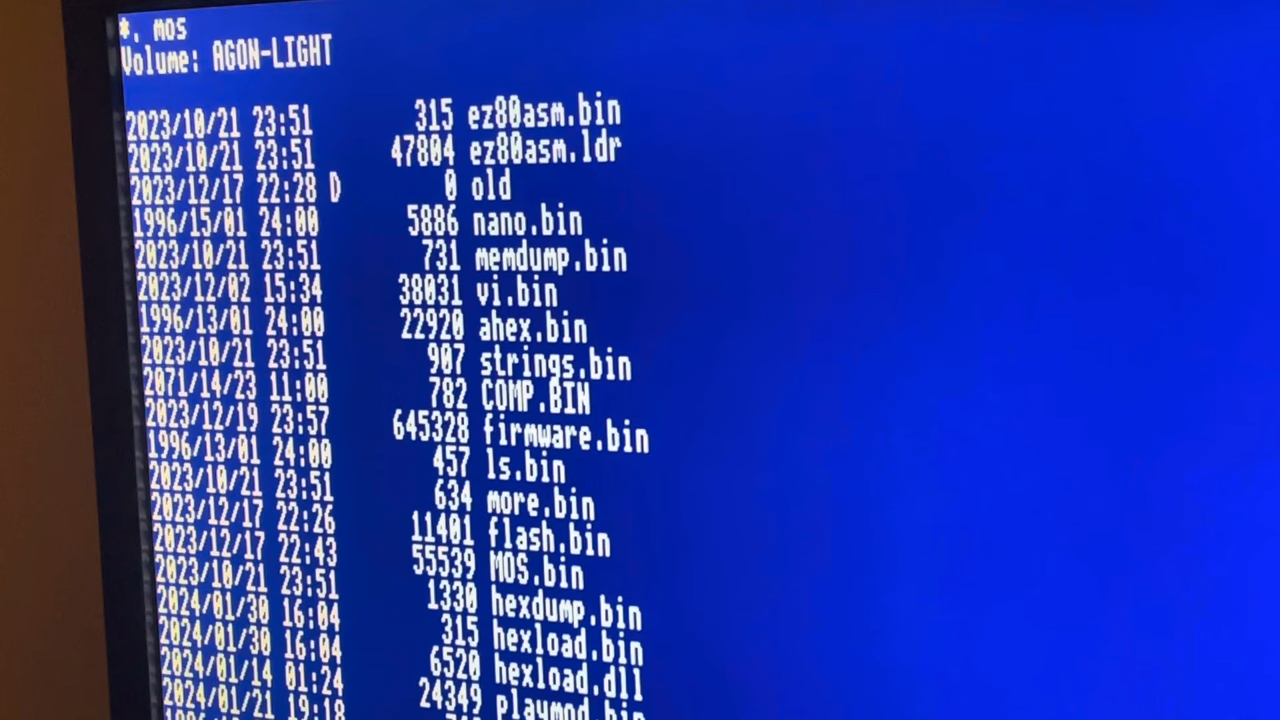 *. mos
Volume: AGON-LIGHT
2023/10/21 23:51 315 ez80asm.bin
2023/10/21 23:51 47804 ez80asm.ldr
2023/12/17 22:28 D 0 old
1996/15/01 24:00 5886 nano.bin
2023/10/21 23:51 731 memdump.bin
2023/12/02 15:34 38031 vi.bin
1996/13/01 24:00 22920 ahex.bin
2023/10/21 23:51 907 strings.bin
2071/14/23 11:00 782 COMP.BIN
2023/12/19 23:57 645328 firmware.bin
1996/13/01 24:00 457 ls.bin
2023/10/21 23:51 634 more.bin
2023/12/17 22:26 11401 flash.bin
2023/12/17 22:43 55539 MOS.bin
2023/10/21 23:51 1330 hexdump.bin
2024/01/30 16:04 315 hexload.bin
2024/01/30 16:04 6520 hexload.dll
2024/01/14 01:24 24349 playmod.bin
2024/01/21 19:18